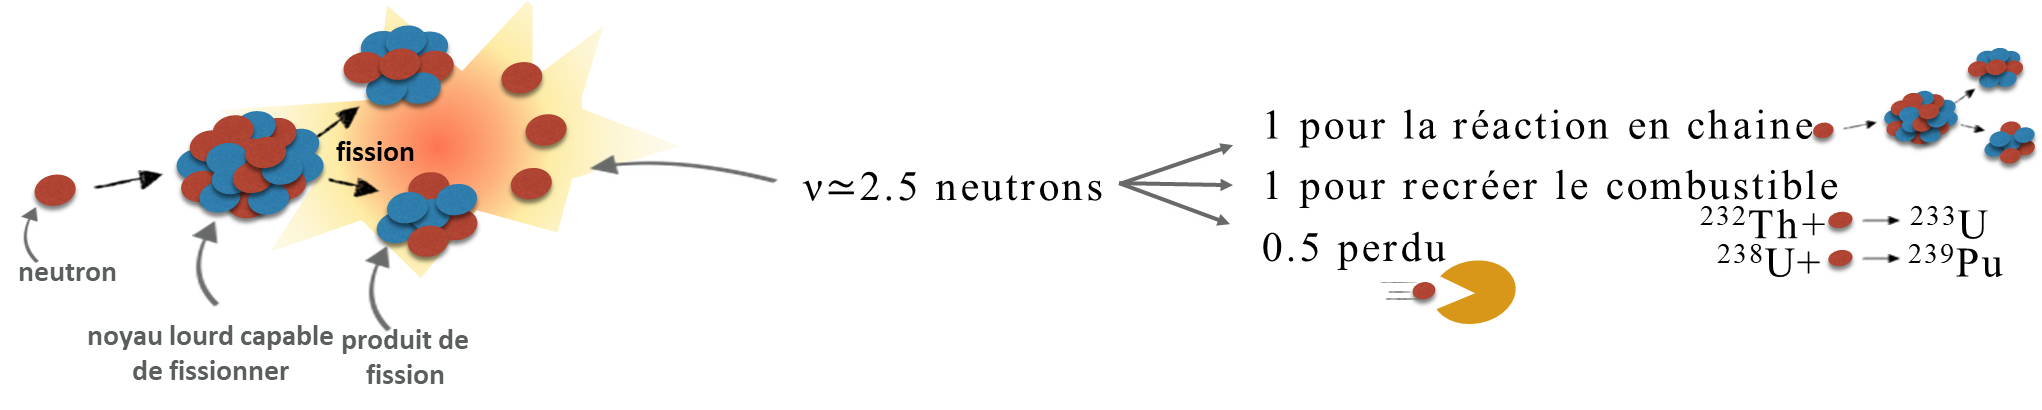 fission
neutron
noyau lourd capable
de fissionner
produit de
fission
ν≃2.5 neutrons
1 pour la réaction en chaine
1 pour recréer le combustible
²³²Th+ ²³³U
²³⁸U+ ²³⁹Pu
0.5 perdu